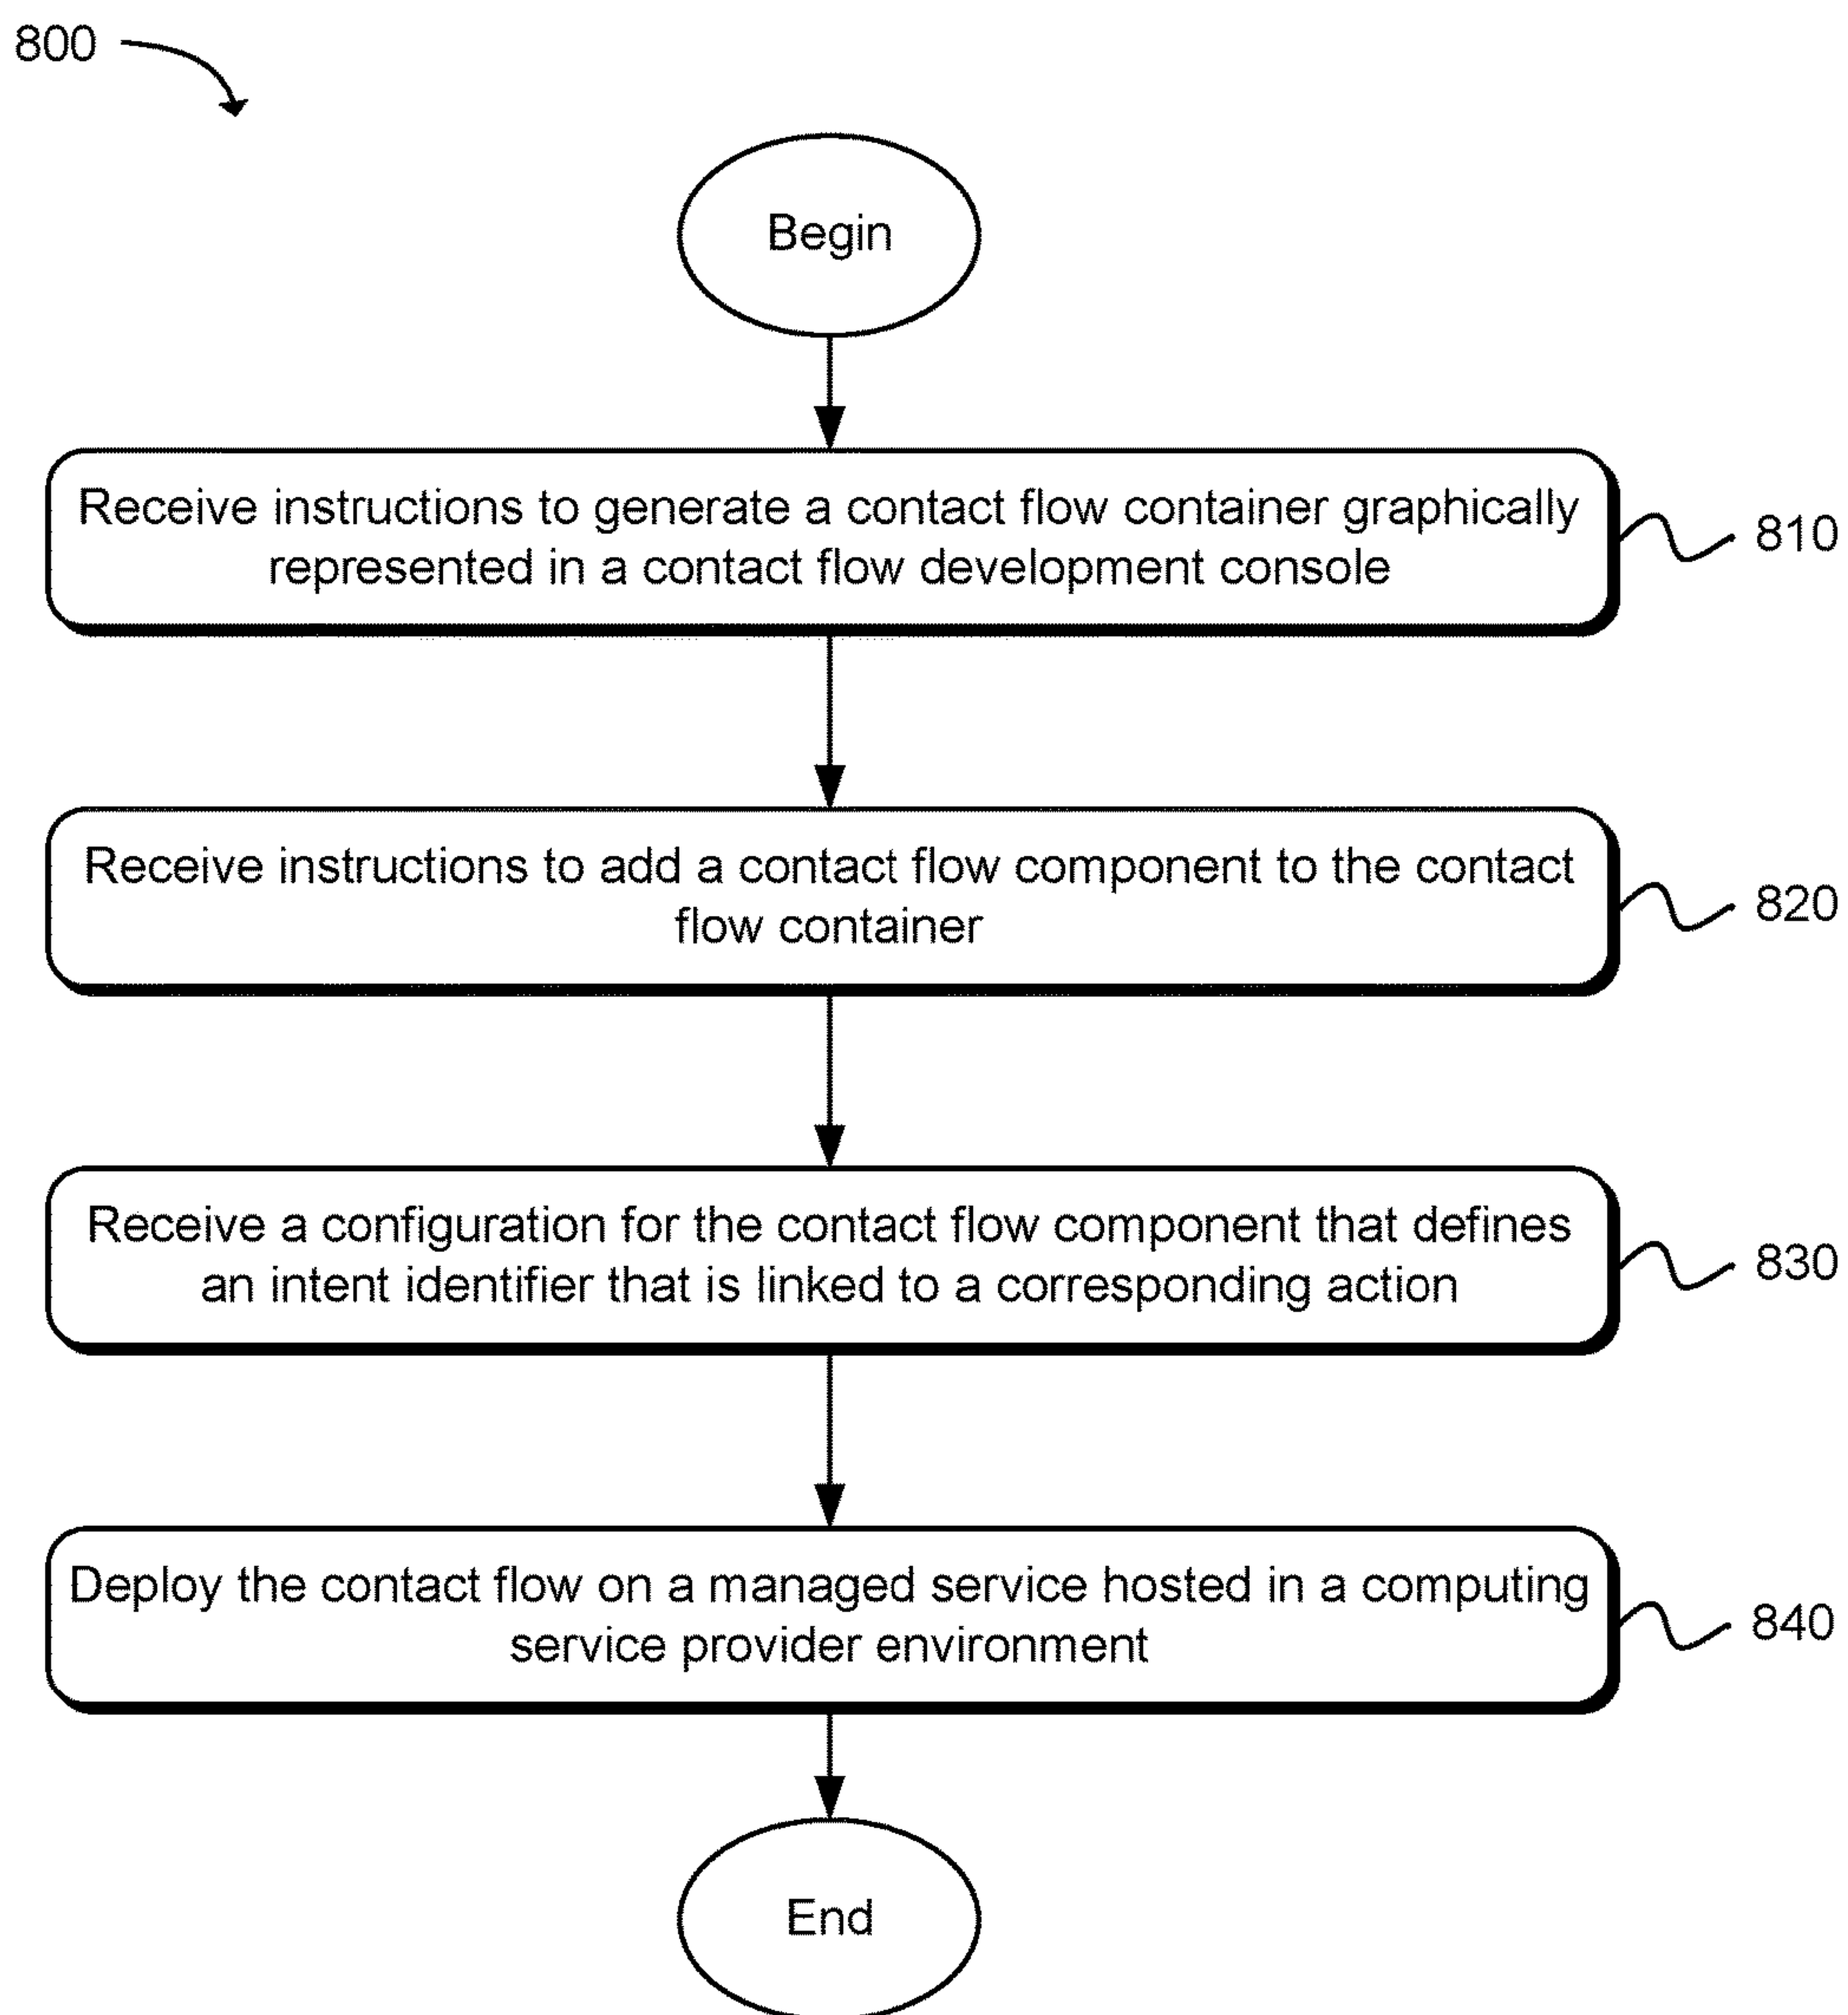 800
Begin
Receive instructions to generate a contact flow container graphically
represented in a contact flow development console
810
Receive instructions to add a contact flow component to the contact
flow container
820
Receive a configuration for the contact flow component that defines
an intent identifier that is linked to a corresponding action
830
Deploy the contact flow on a managed service hosted in a computing
service provider environment
840
End